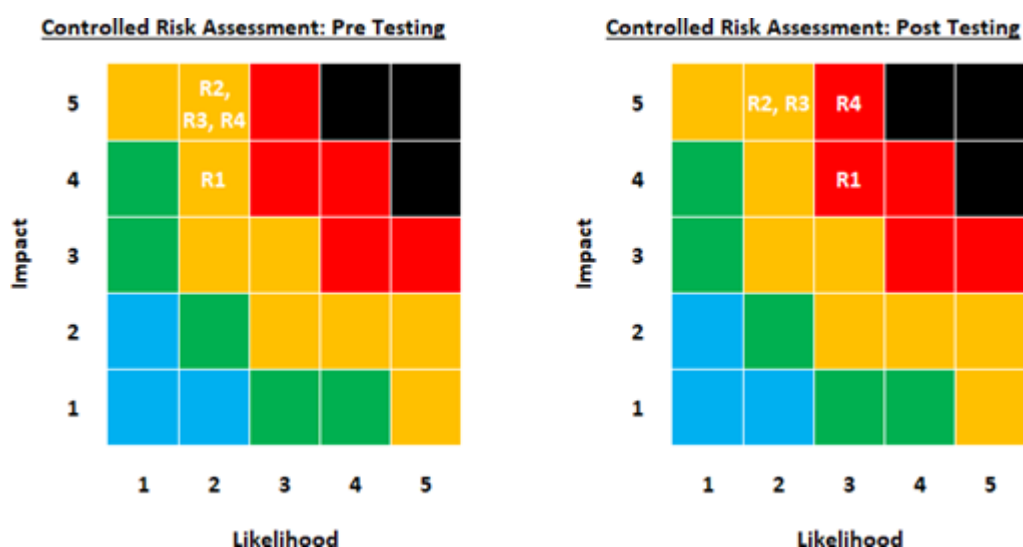 Controlled Risk Assessment: Pre Testing
5
R2,
R3, R4
4
R1
3
2
1
Impact
1 2 3 4 5
Likelihood
Controlled Risk Assessment: Post Testing
5
R2, R3
R4
4
R1
3
2
1
Impact
1 2 3 4 5
Likelihood